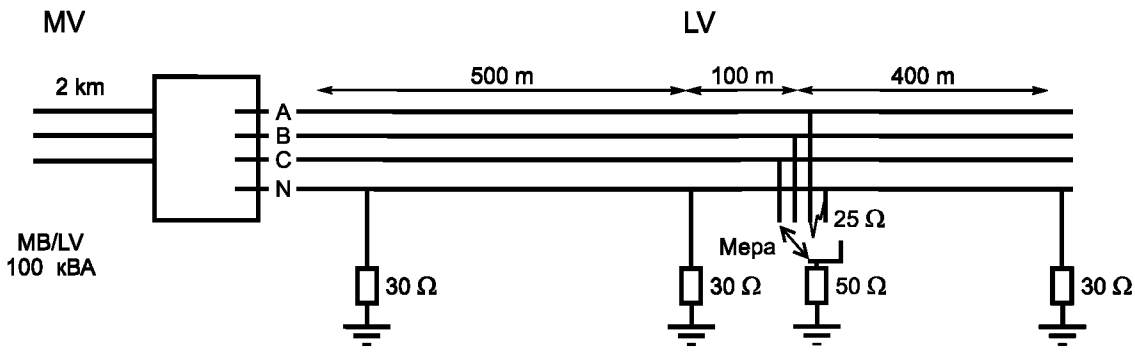 MV
LV
2 km
500 m
100 m
400 m
A
B
C
N
25 Ω
Мера
MB/LV
100 кВА
30 Ω
30 Ω
50 Ω
30 Ω